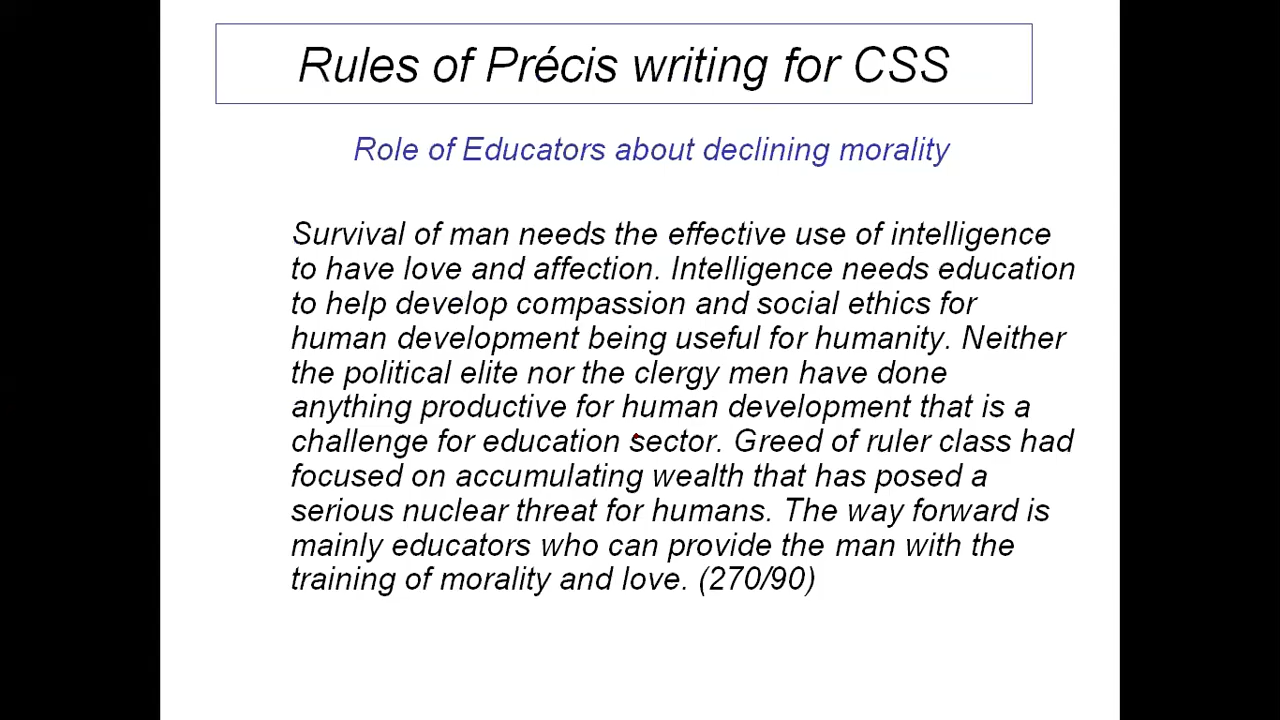 Rules of Précis writing for CSS
Role of Educators about declining morality
Survival of man needs the effective use of intelligence
to have love and affection. Intelligence needs education
to help develop compassion and social ethics for
human development being useful for humanity. Neither
the political elite nor the clergy men have done
anything productive for human development that is a
challenge for education sector. Greed of ruler class had
focused on accumulating wealth that has posed a
serious nuclear threat for humans. The way forward is
mainly educators who can provide the man with the
training of morality and love. (270/90)